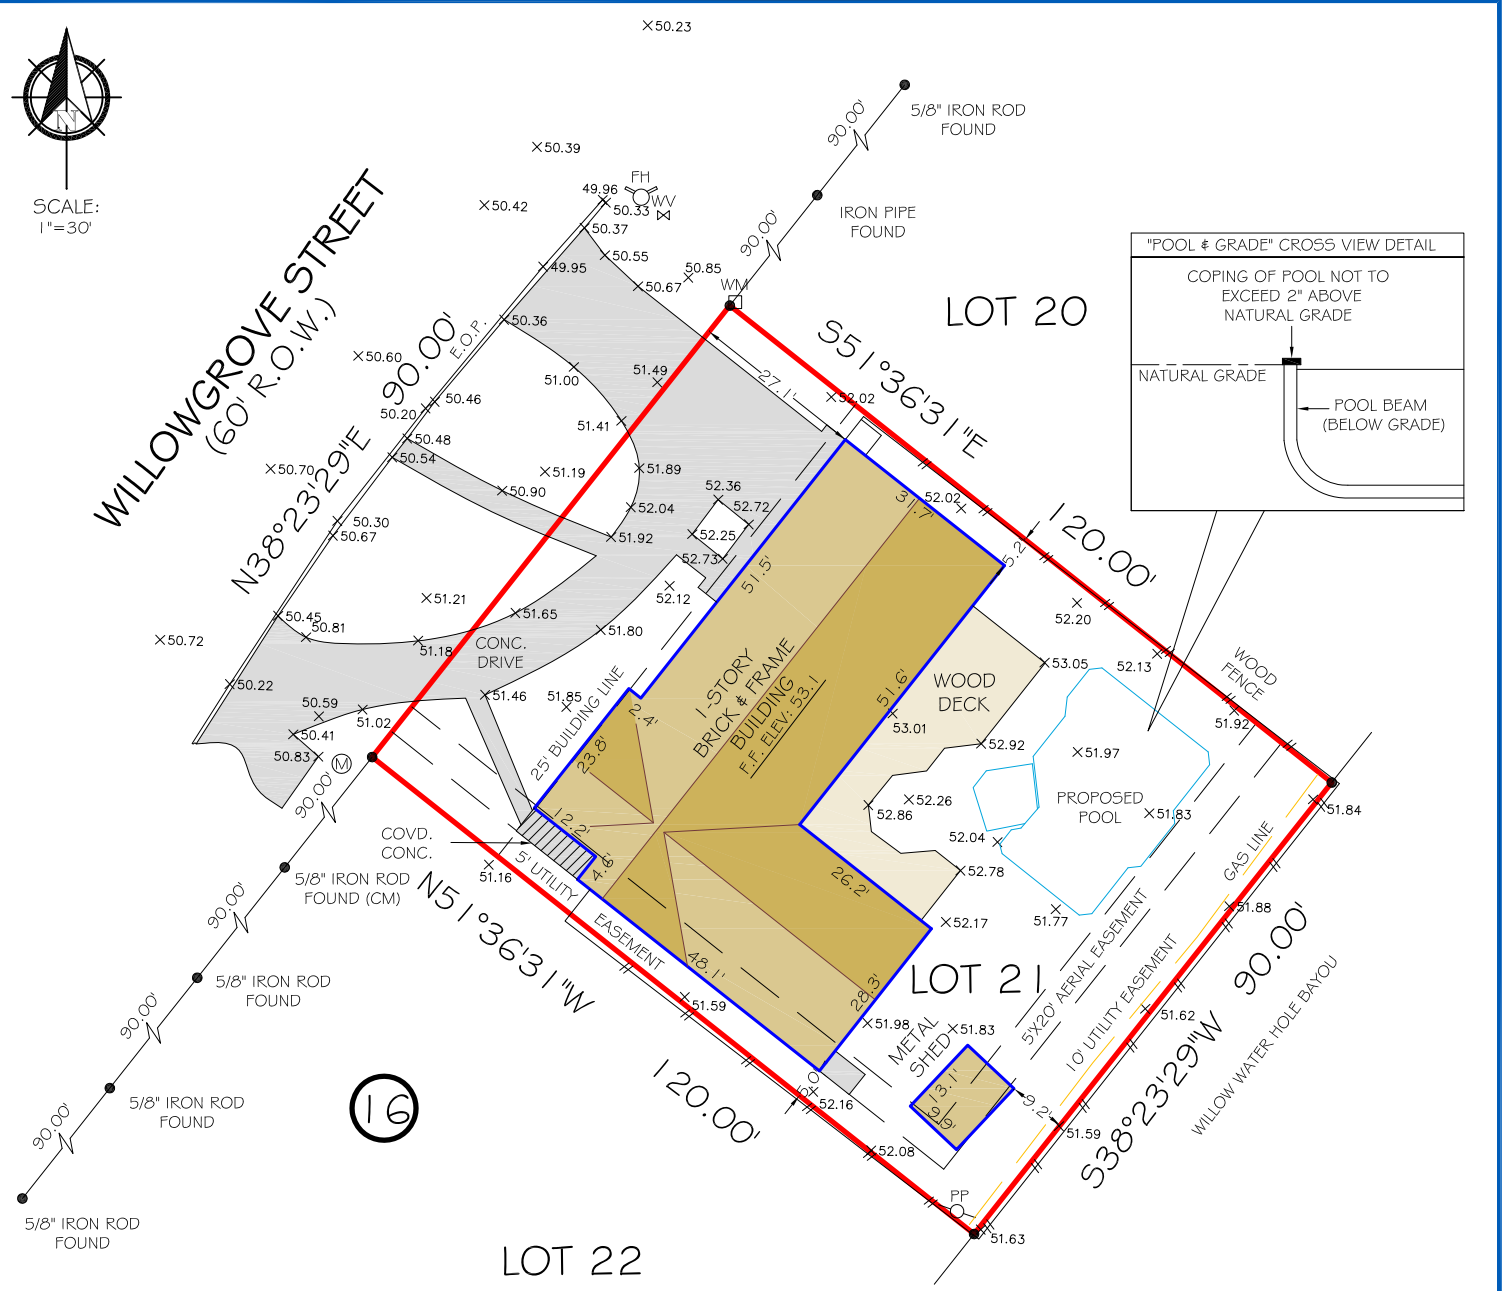 50.23
5/8" IRON ROD
FOUND
90.00'
50.39
N
FH
49.96
50.33
WV
50.42
50.37
SCALE:
1"=30'
IRON PIPE
FOUND
90.00'
WILLOWGROVE STREET
(60' R.O.W.)
50.55
49.95
50.85
50.67
WM
"POOL & GRADE" CROSS VIEW DETAIL
COPING OF POOL NOT TO
EXCEED 2" ABOVE
NATURAL GRADE
NATURAL GRADE
POOL BEAM
(BELOW GRADE)
LOT 20
S51°36'31"E
120.00'
50.36
E.O.P.
N38°23'29"E
90.00'
50.60
51.00
51.49
27.1'
52.02
50.20
50.46
51.41
50.48
50.54
50.70
51.19
51.89
50.90
52.36
52.04
52.72
52.25
51.92
52.73
31.7'
52.02
5.2'
50.30
50.67
51.5'
52.12
52.20
51.21
51.65
50.45
50.81
51.80
50.72
51.18
CONC.
DRIVE
53.05
52.13
WOOD
FENCE
50.22
51.46
51.85
25' BUILDING LINE
1-STORY
BRICK & FRAME
BUILDING
F.F. ELEV: 53.1
51.6'
WOOD
DECK
50.59
51.02
50.41
2.4'
53.01
51.92
50.83
M
23.8'
52.92
51.97
90.00'
52.26
52.86
PROPOSED
POOL
51.83
51.84
COVD.
CONC.
12.2'
52.04
GAS LINE
5/8" IRON ROD
FOUND (CM)
51.16
5' UTILITY
EASEMENT
4.6'
26.2'
52.78
90.00'
N51°36'31"W
120.00'
52.17
51.77
51.88
48.1'
28.3'
LOT 21
5'X20' AERIAL EASEMENT
10' UTILITY EASEMENT
S38°23'29"W
90.00'
WILLOW WATER HOLE BAYOU
5/8" IRON ROD
FOUND
51.59
51.98
51.83
51.62
METAL
SHED
90.00'
5.0'
52.16
13.1'
9.9'
9.2'
51.59
5/8" IRON ROD
FOUND
16
90.00'
52.08
PP
51.63
5/8" IRON ROD
FOUND
LOT 22